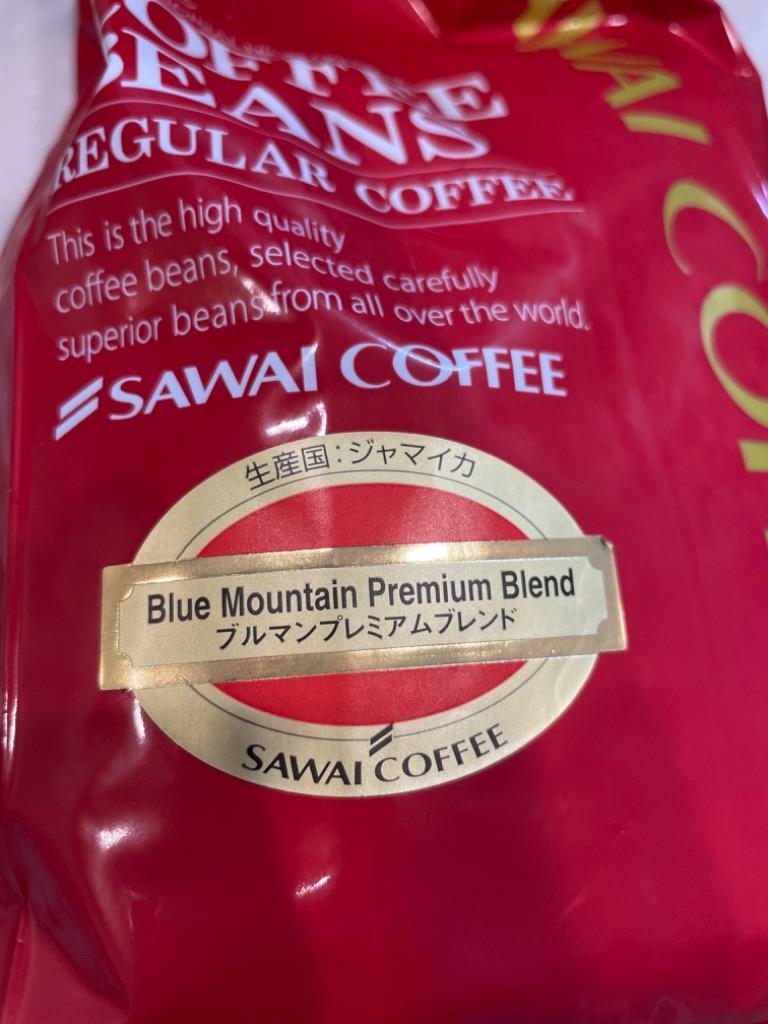 COFFEE
BEANS
REGULAR COFFEE
This is the high quality
coffee beans, selected carefully
superior beans from all over the world.
SAWAI COFFEE
生産国:ジャマイカ
Blue Mountain Premium Blend
ブルマンプレミアムブレンド
SAWAI COFFEE